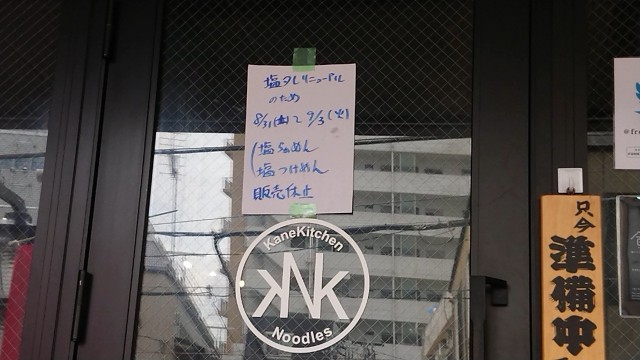 塩タレリニューアル
のため
8/31(土)〜9/3(火)
塩らぁめん
塩つけめん
販売休止
KaneKitchen
KNK
Noodles
只今
準備中